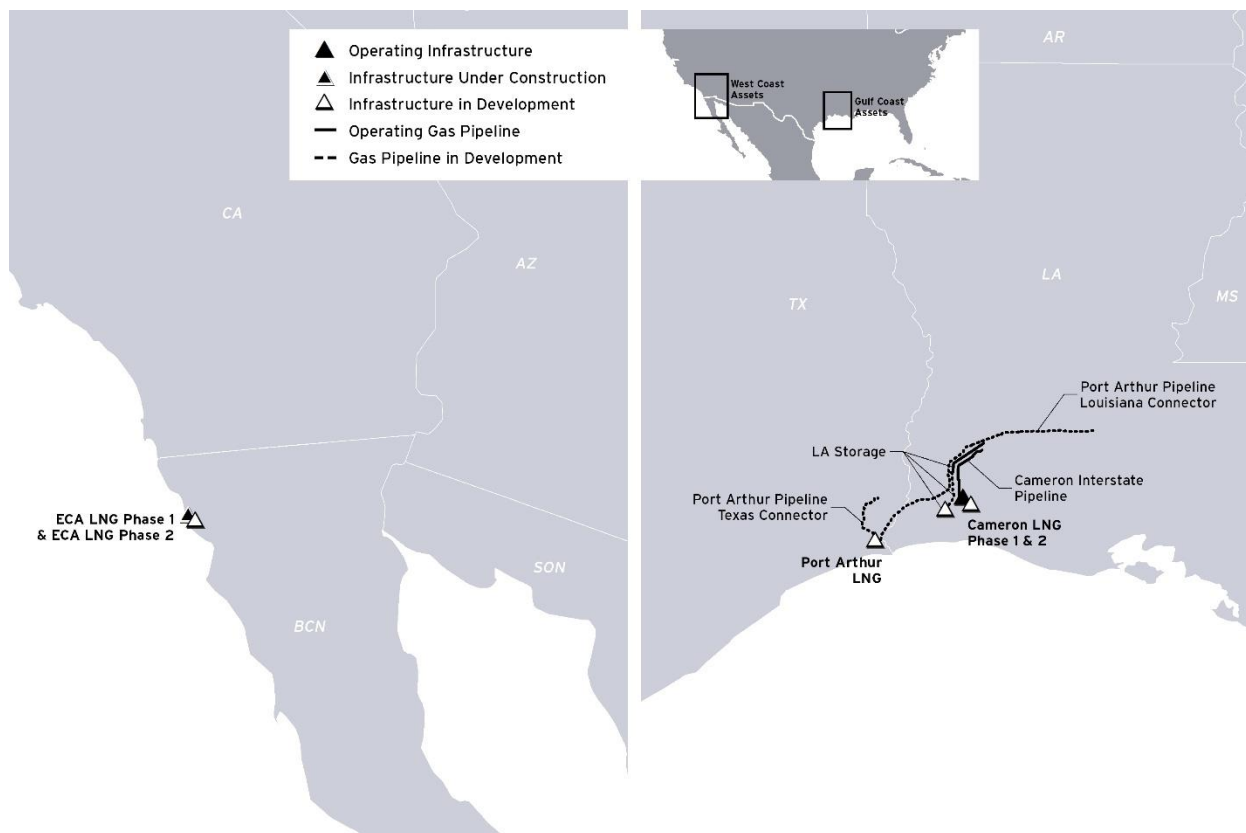 Operating Infrastructure
Infrastructure Under Construction
Infrastructure in Development
Operating Gas Pipeline
Gas Pipeline in Development
West Coast
Assets
Gulf Coast
Assets
CA
AZ
SON
BCN
ECA LNG Phase 1
& ECA LNG Phase 2
AR
TX
LA
MS
Port Arthur Pipeline
Louisiana Connector
LA Storage
Cameron Interstate
Pipeline
Port Arthur Pipeline
Texas Connector
Cameron LNG
Phase 1 & 2
Port Arthur
LNG